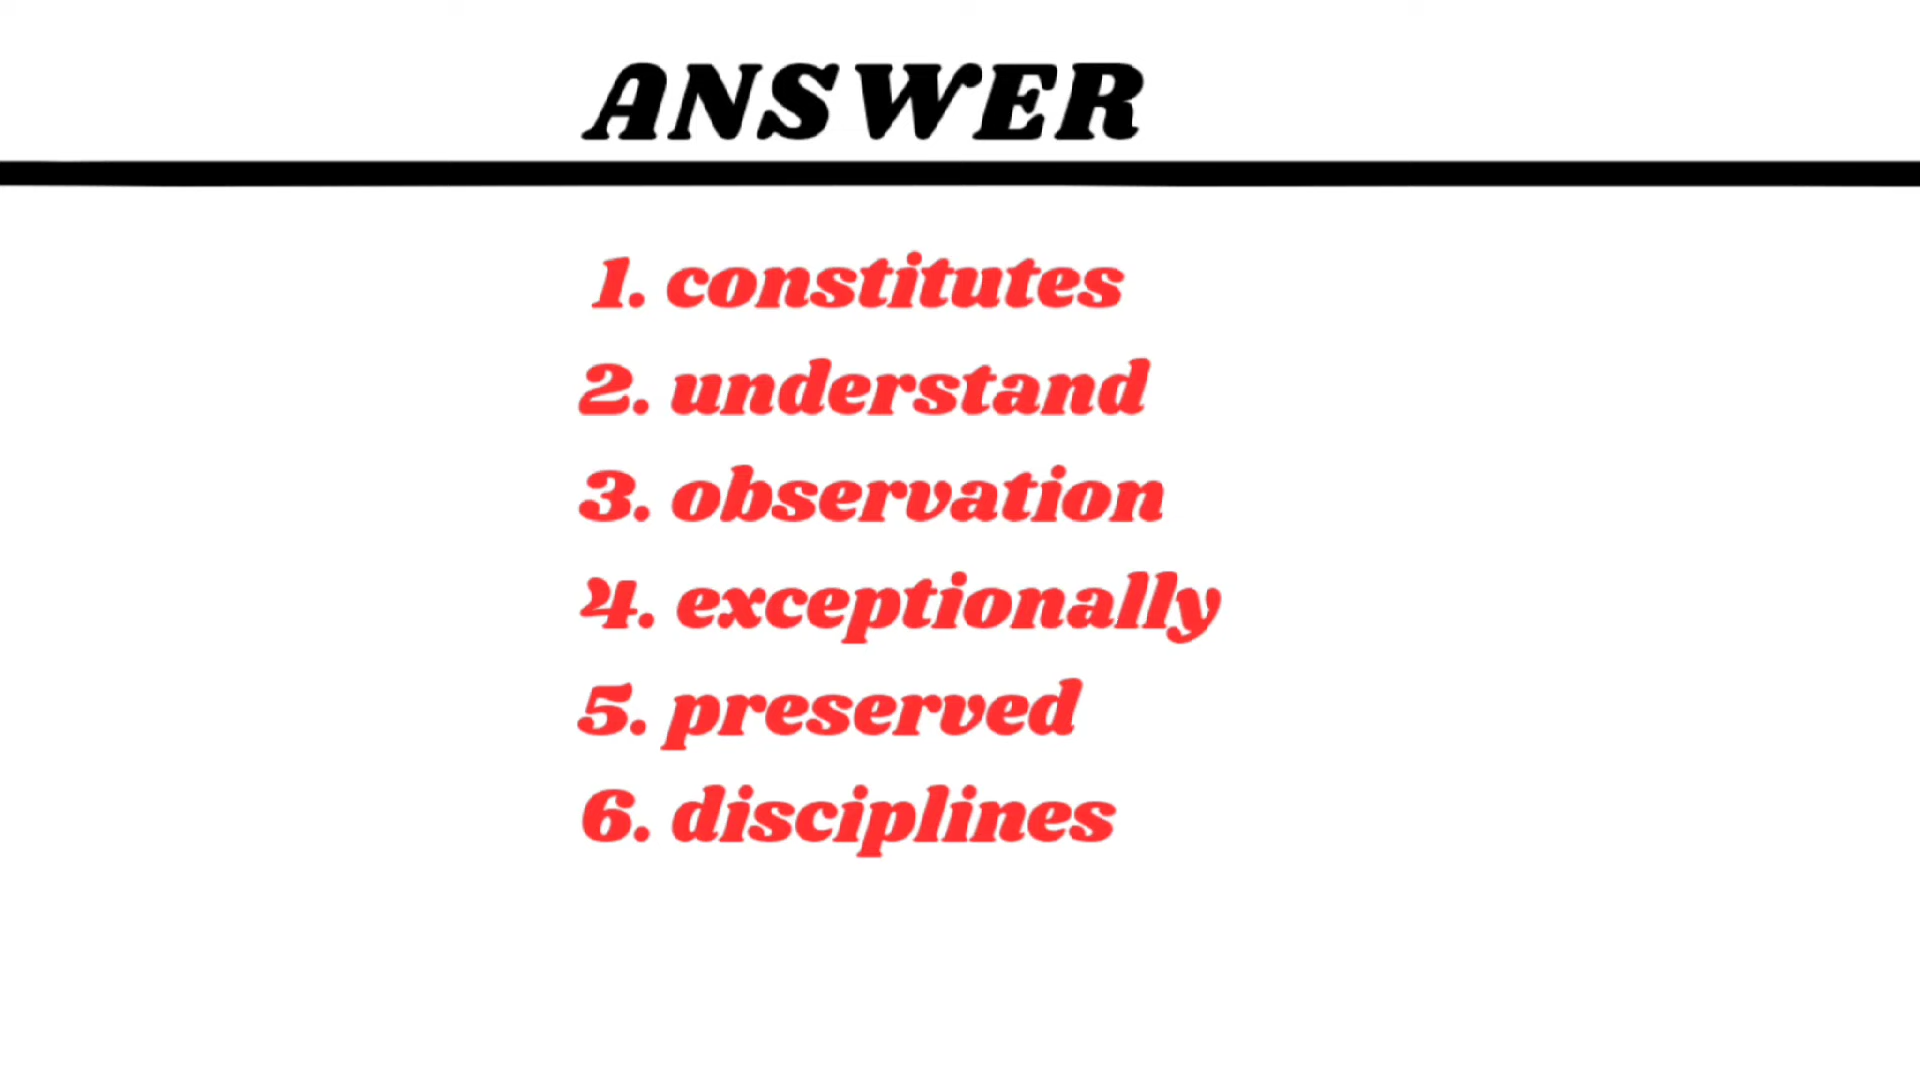 ANSWER
1. constitutes
2. understand
3. observation
4. exceptionally
5. preserved
6. disciplines